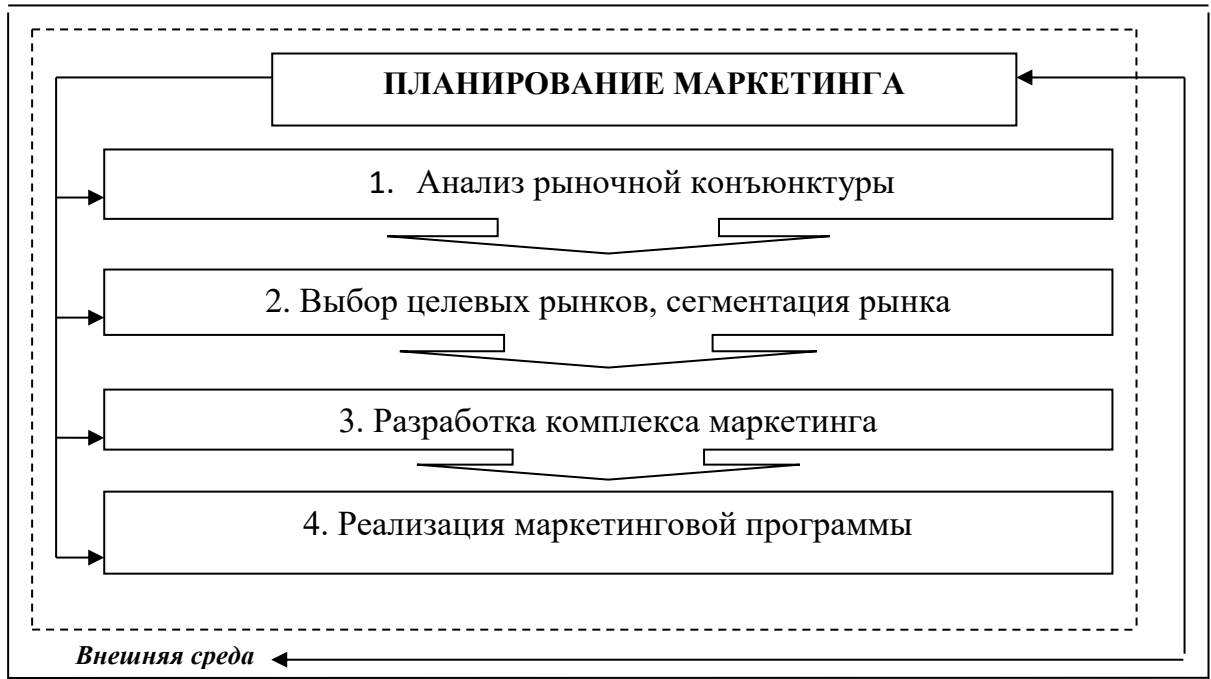 ПЛАНИРОВАНИЕ МАРКЕТИНГА
1. Анализ рыночной конъюнктуры
2. Выбор целевых рынков, сегментация рынка
3. Разработка комплекса маркетинга
4. Реализация маркетинговой программы
Внешняя среда